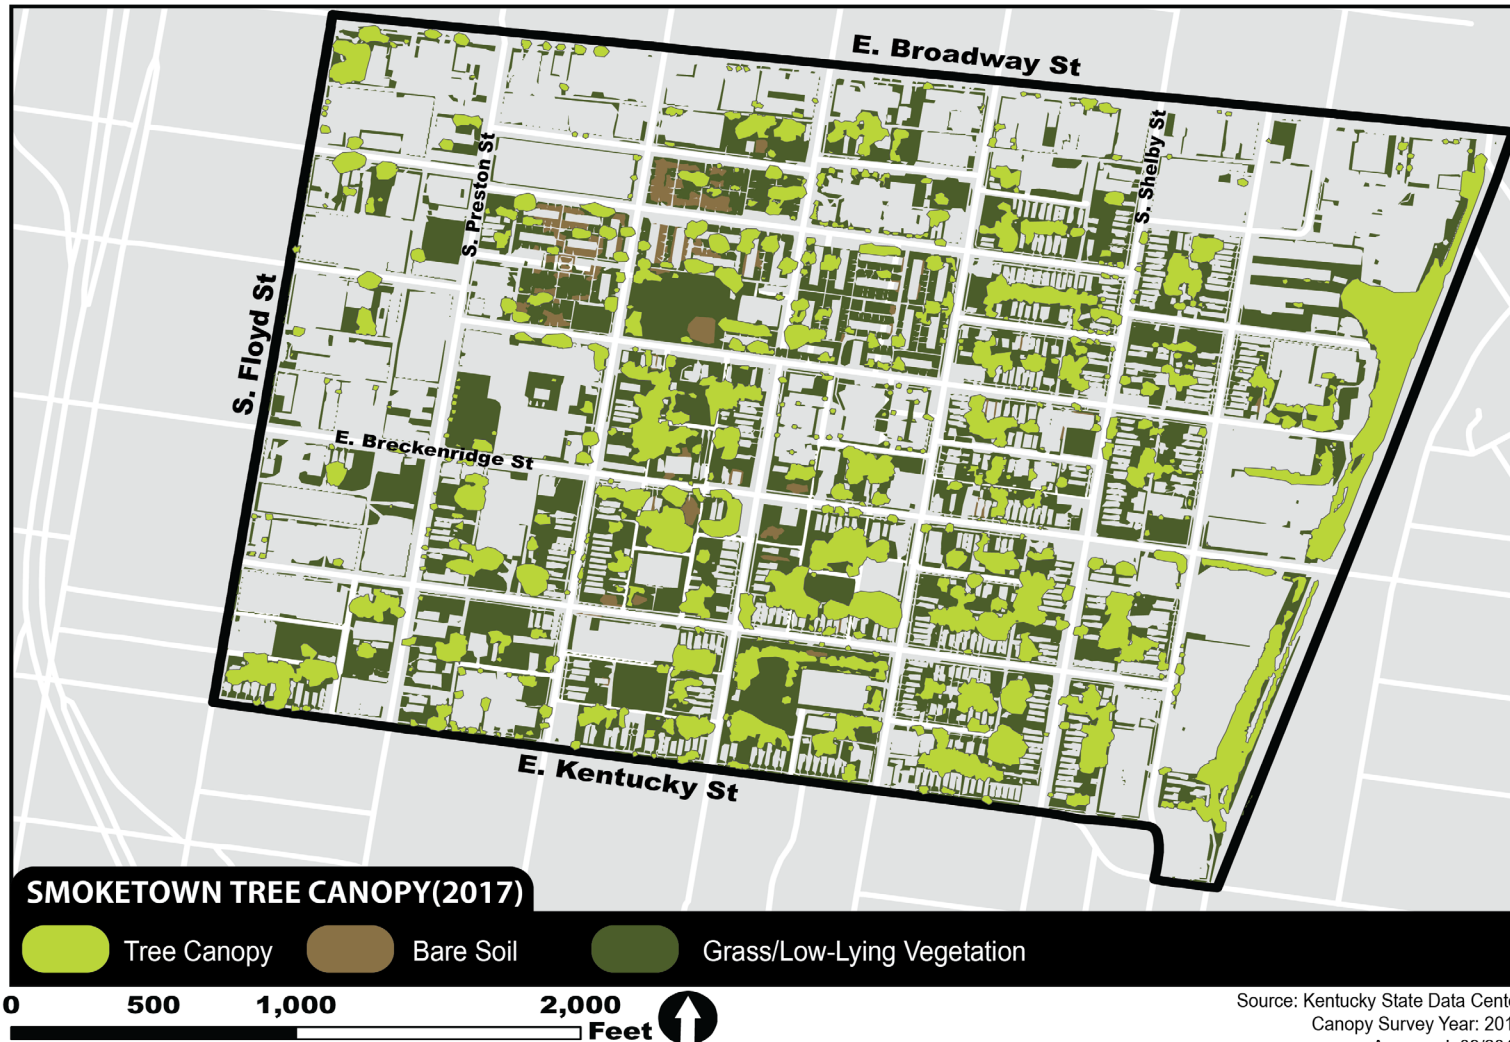 E. Broadway St
S. Shelby St
S. Preston St
S. Floyd St
E. Breckenridge St
E. Kentucky St
SMOKETOWN TREE CANOPY(2017)
Tree Canopy
Bare Soil
Grass/Low-Lying Vegetation
0 500 1,000 2,000
Feet
Source: Kentucky State Data Cente
Canopy Survey Year: 201